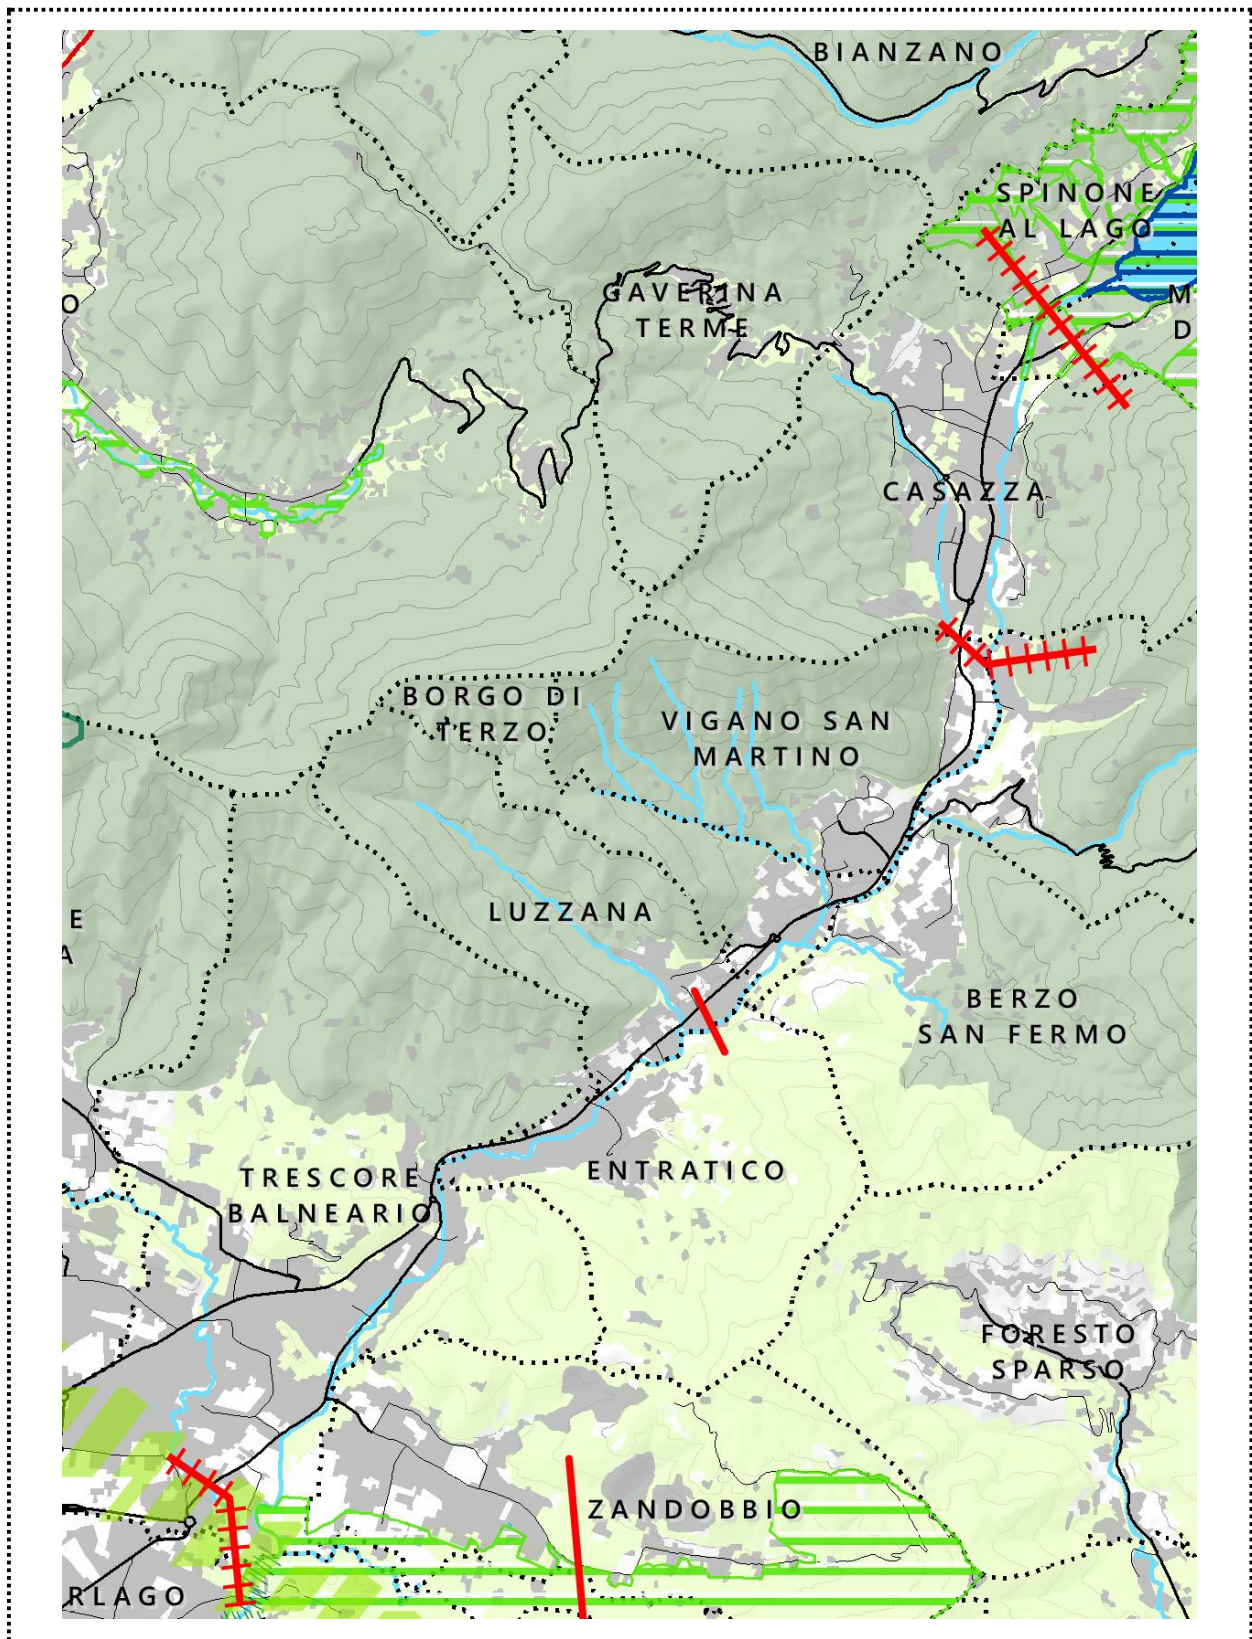 BIANZANO
SPINONE
AL LAGO
M
D
O
GAVERINA
TERME
CASAZZA
BORGO DI
TERZO
VIGANO SAN
MARTINO
LUZZANA
E
A
BERZO
SAN FERMO
ENTRATICO
TRESCORE
BALNEARIO
FORESTO
SPARSO
ZANDOBBIO
RLAGO